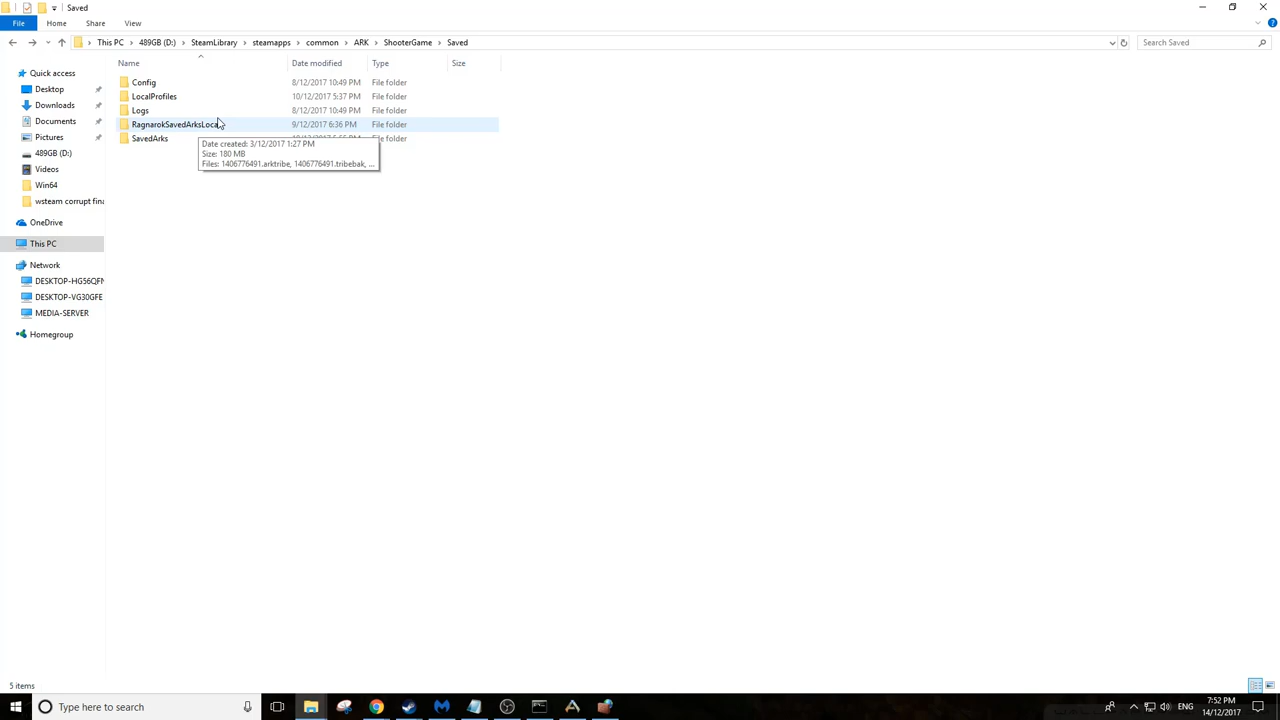 Saved
File Home Share View
This PC 489GB (D:) SteamLibrary steamapps common ARK ShooterGame Saved
Search Saved
Name Date modified Type Size
Quick access
Desktop
Downloads
Documents
Pictures
489GB (D:)
Videos
Win64
wsteam corrupt fina
OneDrive
This PC
Network
DESKTOP-HG56QFN
DESKTOP-VG30GFE
MEDIA-SERVER
Homegroup
Config 8/12/2017 10:49 PM File folder
LocalProfiles 10/12/2017 5:37 PM File folder
Logs 8/12/2017 10:49 PM File folder
RagnarokSavedArksLocal 9/12/2017 6:36 PM File folder
SavedArks File folder
Date created: 3/12/2017 1:27 PM
Size: 180 MB
Files: 1406776491.arktribe, 1406776491.tribebak, ...
5 items
Type here to search
ENG
7:52 PM
14/12/2017